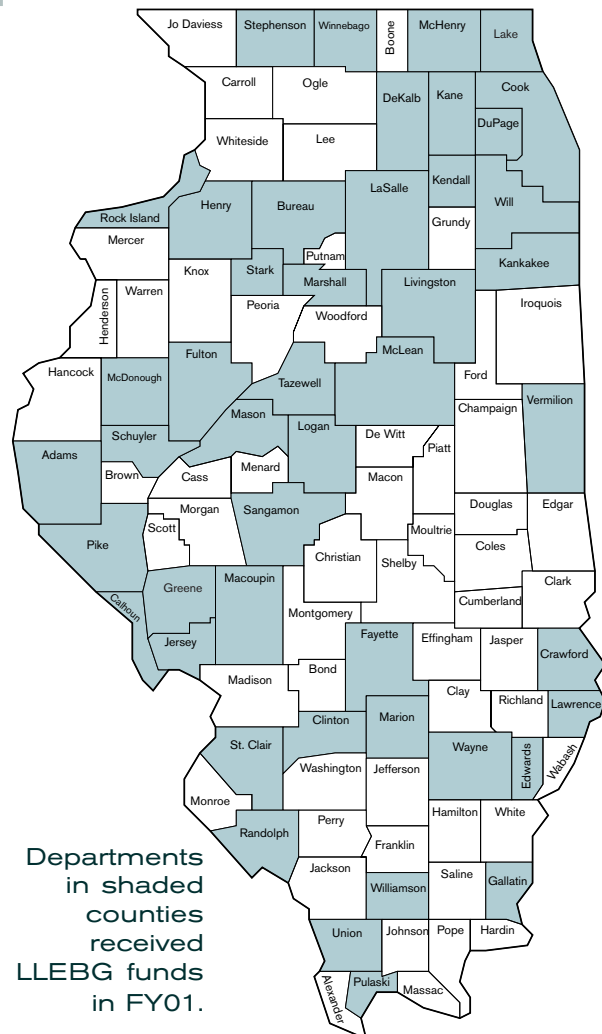 Jo Daviess
Stephenson
Winnebago
Boone
McHenry
Lake
Carroll
Ogle
DeKalb
Kane
Cook
DuPage
Whiteside
Lee
Kendall
LaSalle
Will
Rock Island
Henry
Bureau
Grundy
Mercer
Putnam
Kankakee
Knox
Stark
Marshall
Livingston
Henderson
Warren
Peoria
Woodford
Iroquois
Hancock
McDonough
Fulton
McLean
Ford
Tazewell
Mason
Champaign
Vermilion
Schuyler
Logan
De Witt
Adams
Brown
Cass
Menard
Macon
Piatt
Morgan
Sangamon
Douglas
Edgar
Scott
Moultrie
Pike
Christian
Coles
Shelby
Greene
Macoupin
Clark
Calhoun
Cumberland
Montgomery
Jersey
Fayette
Effingham
Jasper
Crawford
Madison
Bond
Clay
Richland
Lawrence
Clinton
Marion
St. Clair
Wayne
Edwards
Wabash
Washington
Jefferson
Monroe
Randolph
Perry
Hamilton
White
Franklin
Jackson
Saline
Gallatin
Williamson
Union
Johnson
Pope
Hardin
Alexander
Pulaski
Massac
Departments
in shaded
counties
received
LLEBG funds
in FY01.